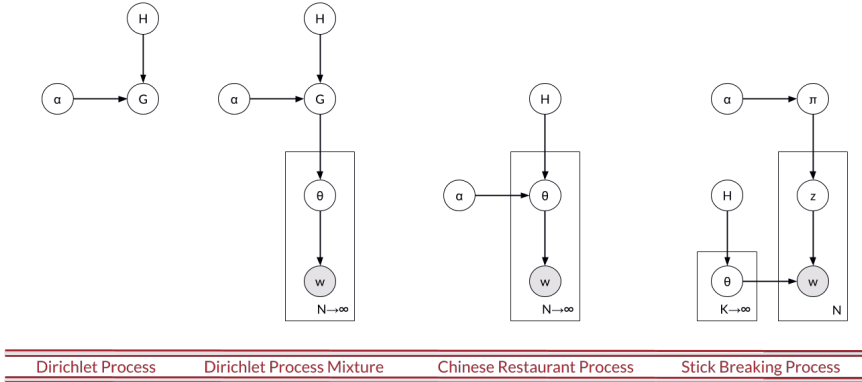 H
α
G
H
α
G
θ
w
N→∞
H
α
θ
w
N→∞
α
π
H
z
θ
w
K→∞
N
Dirichlet Process
Dirichlet Process Mixture
Chinese Restaurant Process
Stick Breaking Process